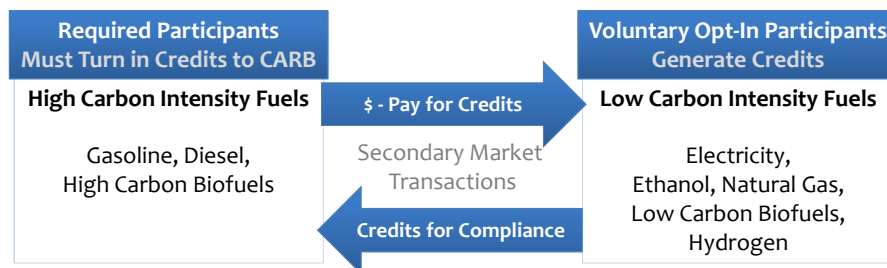 Required Participants
Must Turn in Credits to CARB
High Carbon Intensity Fuels
Gasoline, Diesel,
High Carbon Biofuels
$ - Pay for Credits
Secondary Market
Transactions
Credits for Compliance
Voluntary Opt-In Participants
Generate Credits
Low Carbon Intensity Fuels
Electricity,
Ethanol, Natural Gas,
Low Carbon Biofuels,
Hydrogen